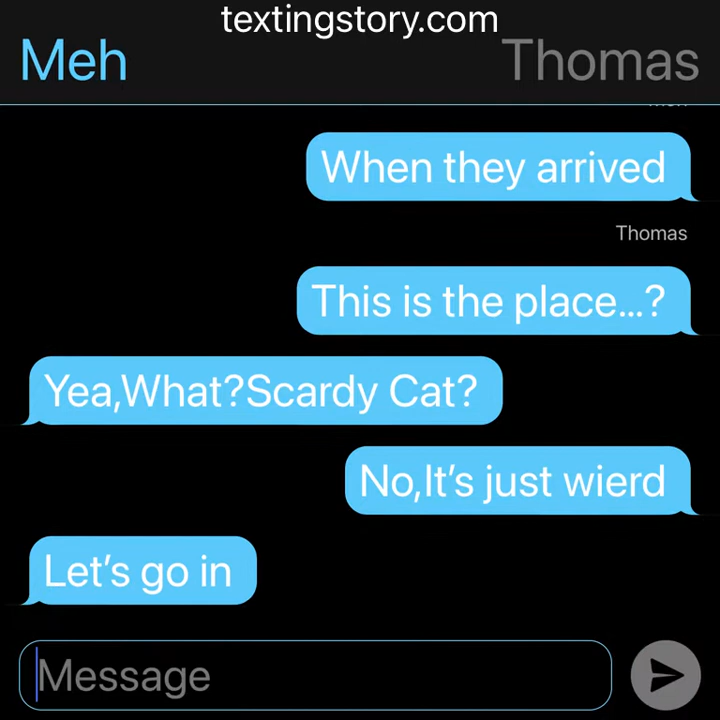 textingstory.com
Meh Thomas
When they arrived
Thomas
This is the place...?
Yea,What?Scardy Cat?
No,It’s just wierd
Let’s go in
Message